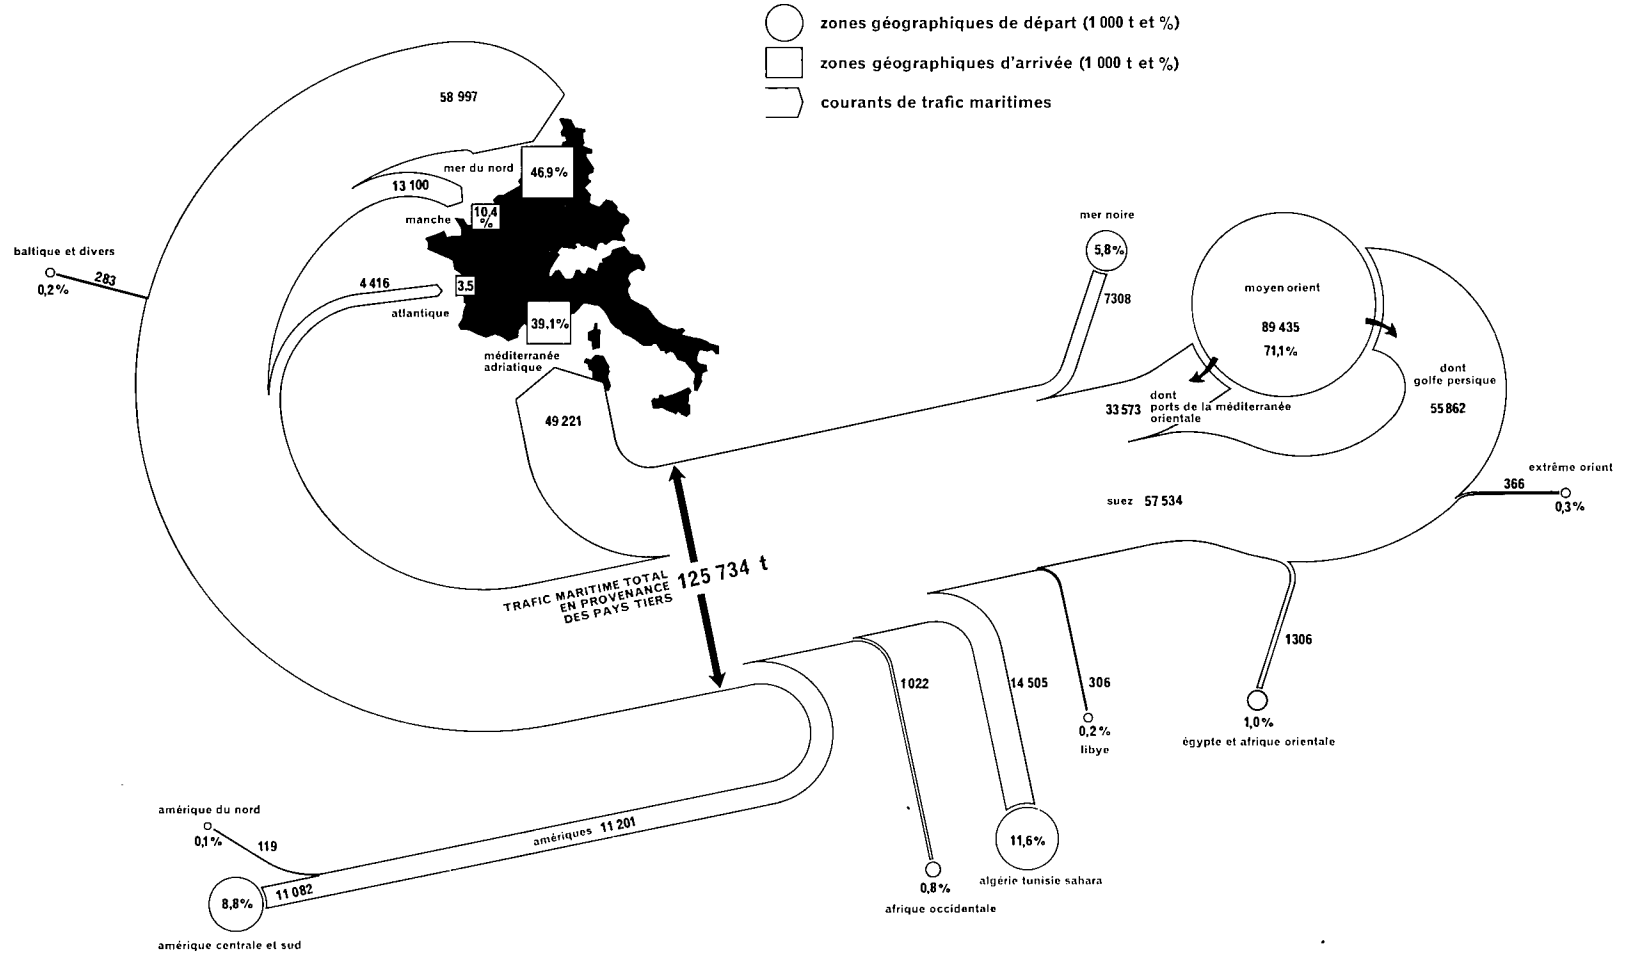 zones géographiques de départ (1 000 t et %)
zones géographiques d'arrivée (1 000 t et %)
courants de trafic maritimes
58 997
mer du nord
46,9%
13 100
manche
10,4
%
baltique et divers
283
0,2%
4 416
3.5
atlantique
39,1%
méditerranée
adriatique
49 221
mer noire
5,8%
7308
moyen orient
89 435
71,1%
dont
golfe persique
55 862
33 573
dont
ports de la méditerranée
orientale
extrême orient
366
0,3%
suez 57 534
TRAFIC MARITIME TOTAL
EN PROVENANCE
DES PAYS TIERS
125 734 t
1306
1,0%
égypte et afrique orientale
306
0,2%
libye
14 505
11,6%
algérie tunisie sahara
1022
0,8%
afrique occidentale
amériques 11 201
amérique du nord
0,1%
119
11 082
8,8%
amérique centrale et sud